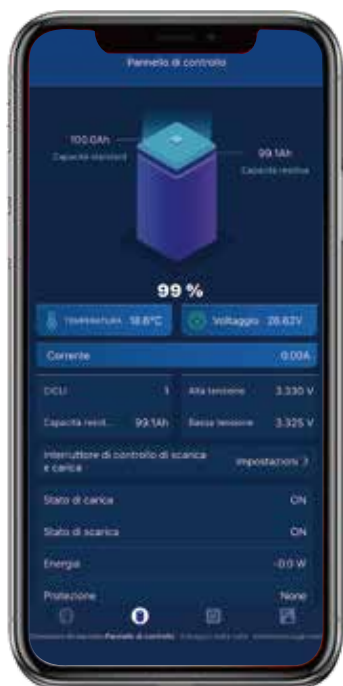 Pannello di controllo
100.0Ah
Capacità standard
99.1Ah
Capacità residua
99 %
TEMPERATURA 18.8°C
Voltaggio 26.62V
Corrente 0.00A
CICLI 1
Alta tensione 3.330 V
Capacità resid... 99.1Ah
Bassa tensione 3.325 V
Interruttore di controllo di scarica
e carica
Impostazioni >
Stato di carica ON
Stato di scarica ON
Energia -0.0 W
Protezione None
Pannello di controllo